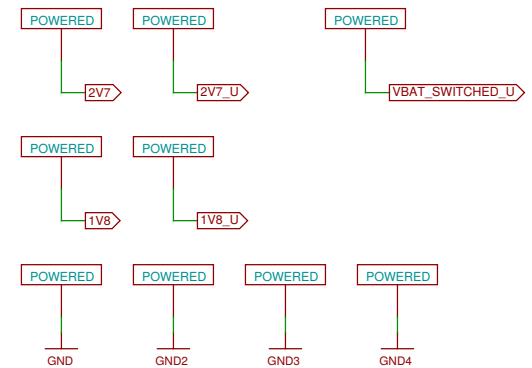 POWERED POWERED POWERED
2V7 2V7_U VBAT_SWITCHED_U
POWERED POWERED
1V8 1V8_U
POWERED POWERED POWERED POWERED
GND GND2 GND3 GND4